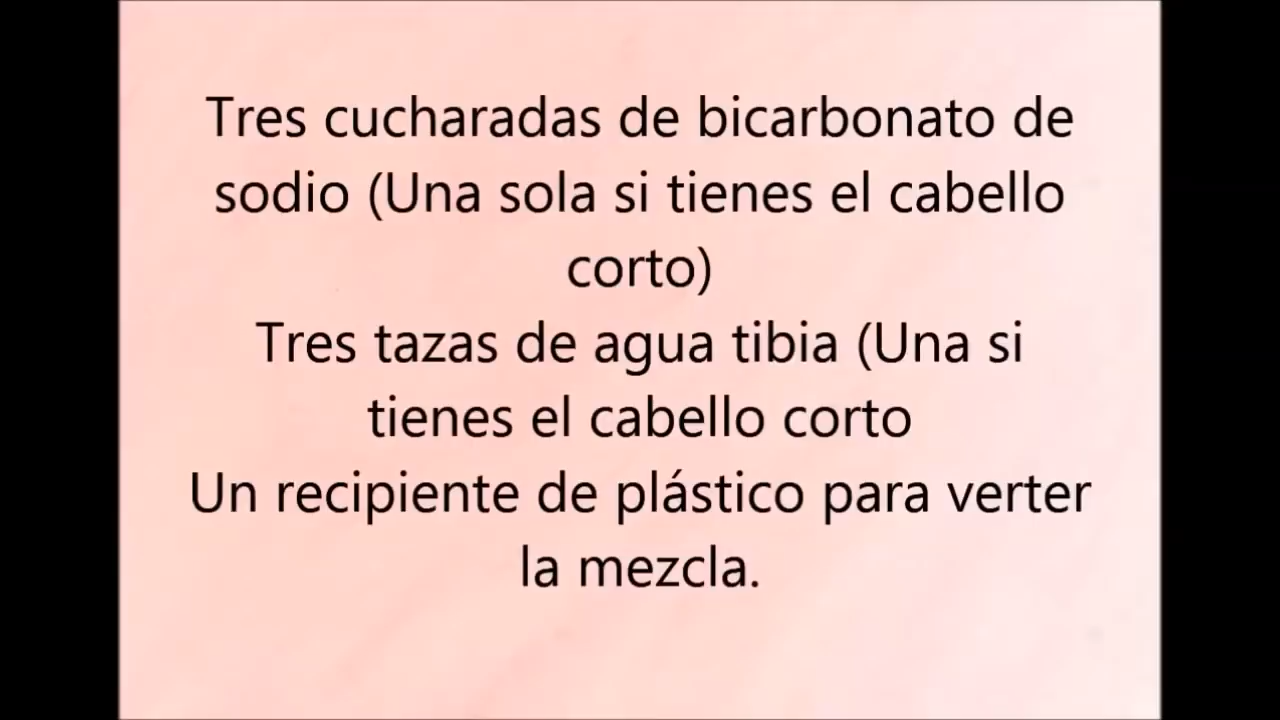 Tres cucharadas de bicarbonato de
sodio (Una sola si tienes el cabello
corto)
Tres tazas de agua tibia (Una si
tienes el cabello corto
Un recipiente de plástico para verter
la mezcla.